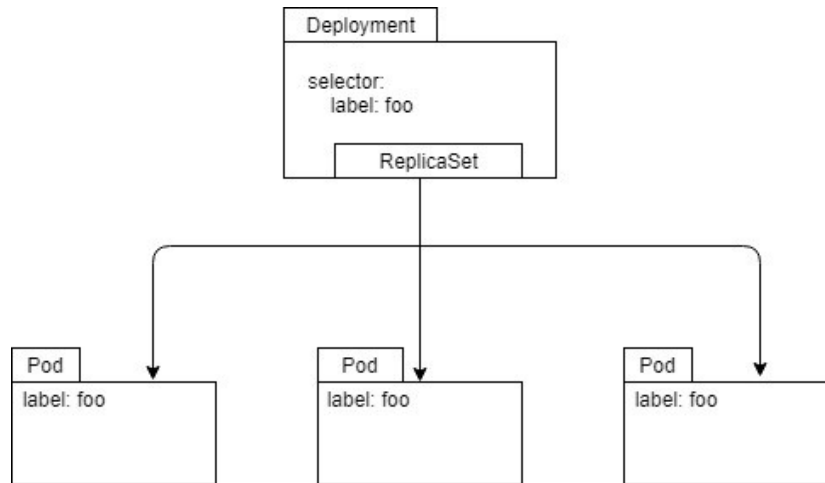 Deployment
selector:
label: foo
ReplicaSet
Pod
Pod
Pod
label: foo
label: foo
label: foo